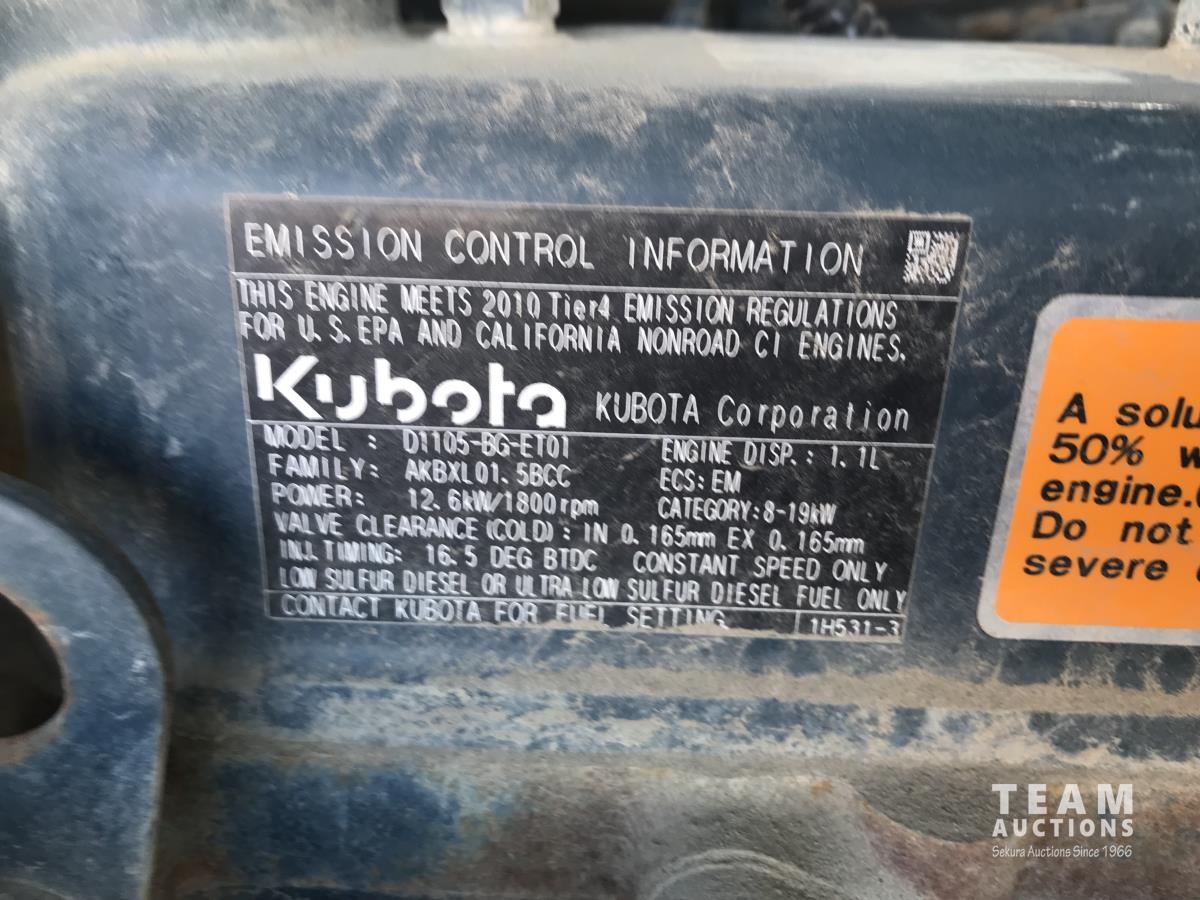 EMISSION CONTROL INFORMATION
THIS ENGINE MEETS 2010 Tier4 EMISSION REGULATIONS
FOR U.S.EPA AND CALIFORNIA NONROAD CI ENGINES.
Kubota KUBOTA Corporation
MODEL : D1105-BG-ET01 ENGINE DISP.: 1.1L
FAMILY: AKBXL01.5BCC ECS:EM
POWER: 12.6kW/1800rpm CATEGORY:8-19kW
VALVE CLEARANCE(COLD): IN 0.165mm EX 0.165mm
INJ.TIMING: 16.5 DEG BTDC CONSTANT SPEED ONLY
LOW SULFUR DIESEL OR ULTRA LOW SULFUR DIESEL FUEL ONLY
CONTACT KUBOTA FOR FUEL SETTING 1H531-3
A solu
50% w
engine.
Do not
severe
TEAM
AUCTIONS
Sekura Auctions Since 1966